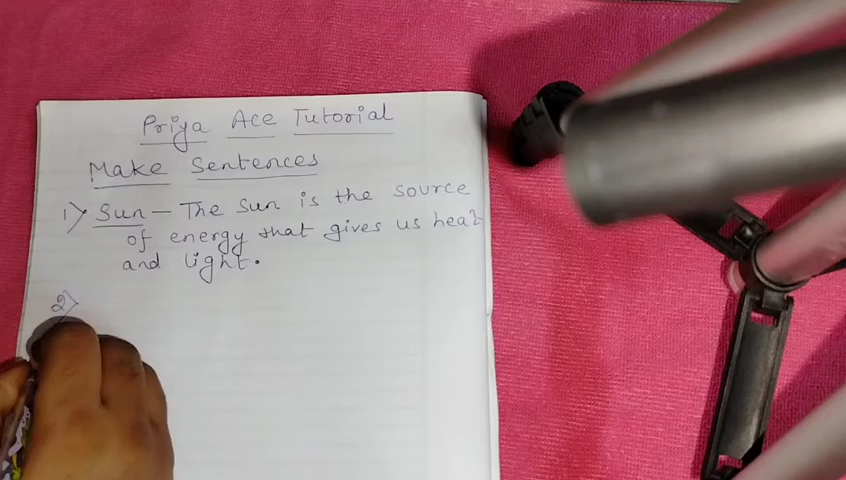 Priya Ace Tutorial
Make Sentences
1) Sun - The sun is the source
of energy that gives us heat
and light.
2)